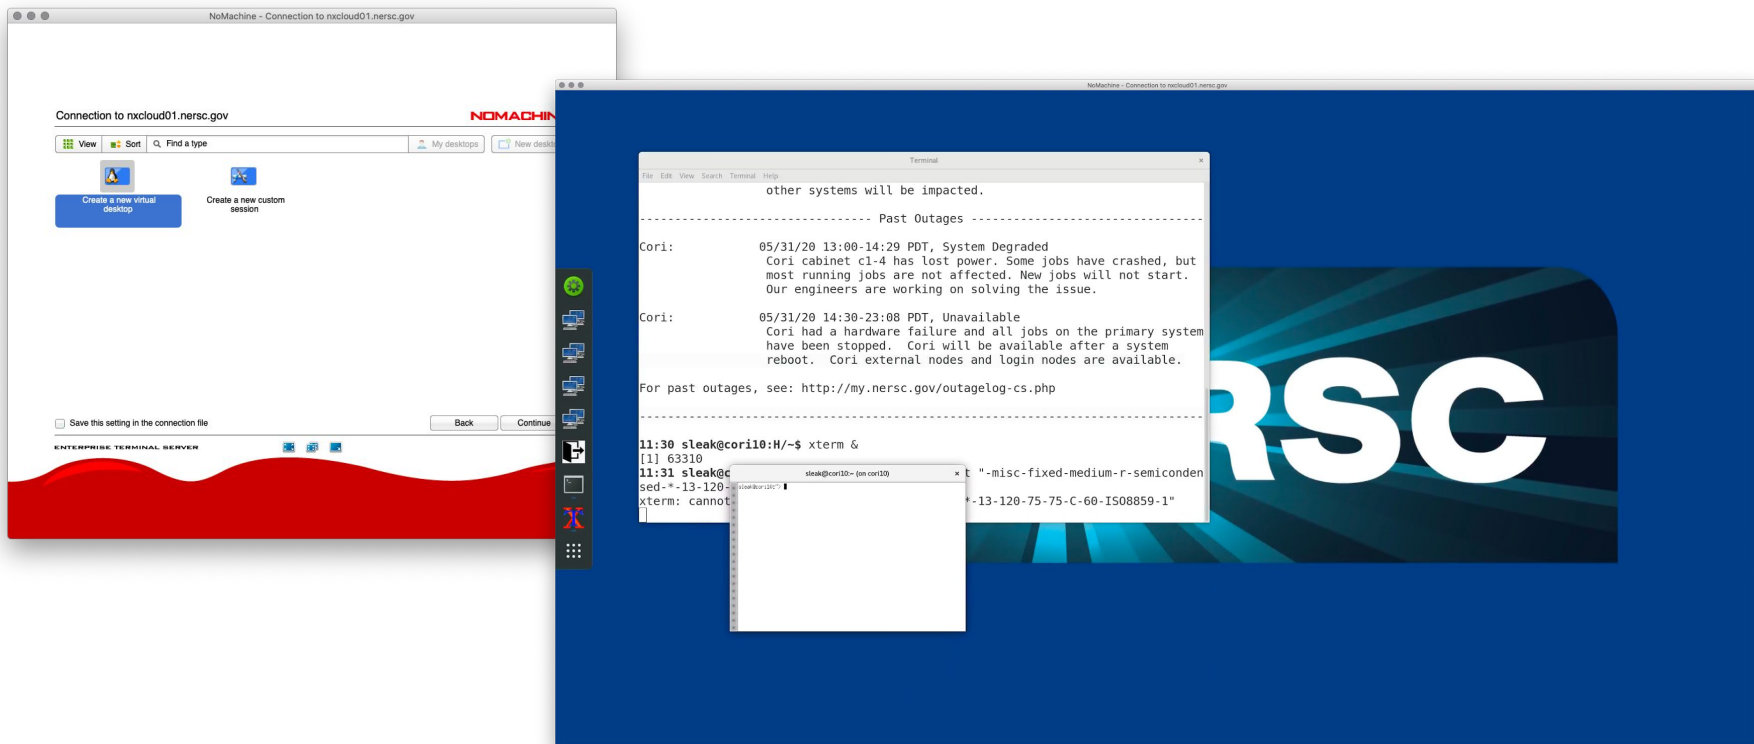 NoMachine - Connection to nxcloud01.nersc.gov
Connection to nxcloud01.nersc.gov
NOMACHIN
View
Sort
Find a type
My desktops
New deskto
Create a new virtual
desktop
Create a new custom
session
Save this setting in the connection file
Back
Continue
ENTERPRISE TERMINAL SERVER
NoMachine - Connection to nxcloud01.nersc.gov
Terminal
File Edit View Search Terminal Help
other systems will be impacted.
-------------------------------- Past Outages ---------------------------------
Cori: 05/31/20 13:00-14:29 PDT, System Degraded
Cori cabinet c1-4 has lost power. Some jobs have crashed, but
most running jobs are not affected. New jobs will not start.
Our engineers are working on solving the issue.
Cori: 05/31/20 14:30-23:08 PDT, Unavailable
Cori had a hardware failure and all jobs on the primary system
have been stopped. Cori will be available after a system
reboot. Cori external nodes and login nodes are available.
For past outages, see: http://my.nersc.gov/outagelog-cs.php
--------------------------------------------------------------------------------
11:30 sleak@cori10:H/~$ xterm &
[1] 63310
11:31 sleak@c t "-misc-fixed-medium-r-semiconden
sed-*-13-120- 
xterm: cannot *-13-120-75-75-C-60-ISO8859-1"
sleak@cori10:~ (on cori10)
RSC